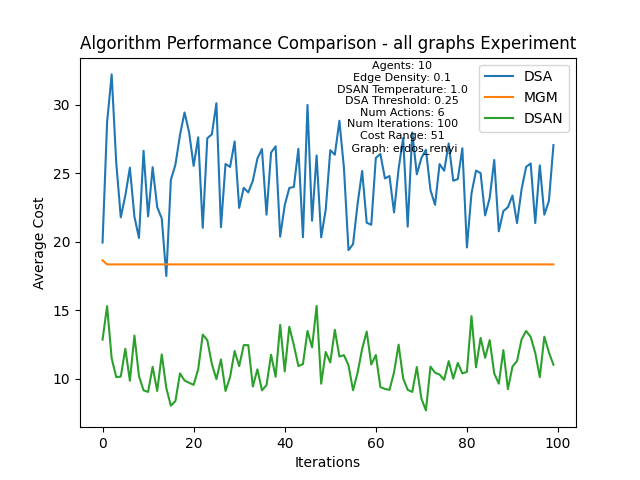 Algorithm Performance Comparison - all graphs Experiment
Agents: 10
Edge Density: 0.1
DSAN Temperature: 1.0
DSA Threshold: 0.25
Num Actions: 6
Num Iterations: 100
Cost Range: 51
Graph: erdos_renyi
DSA
MGM
DSAN
Average Cost
30
25
20
15
10
0 20 40 60 80 100
Iterations